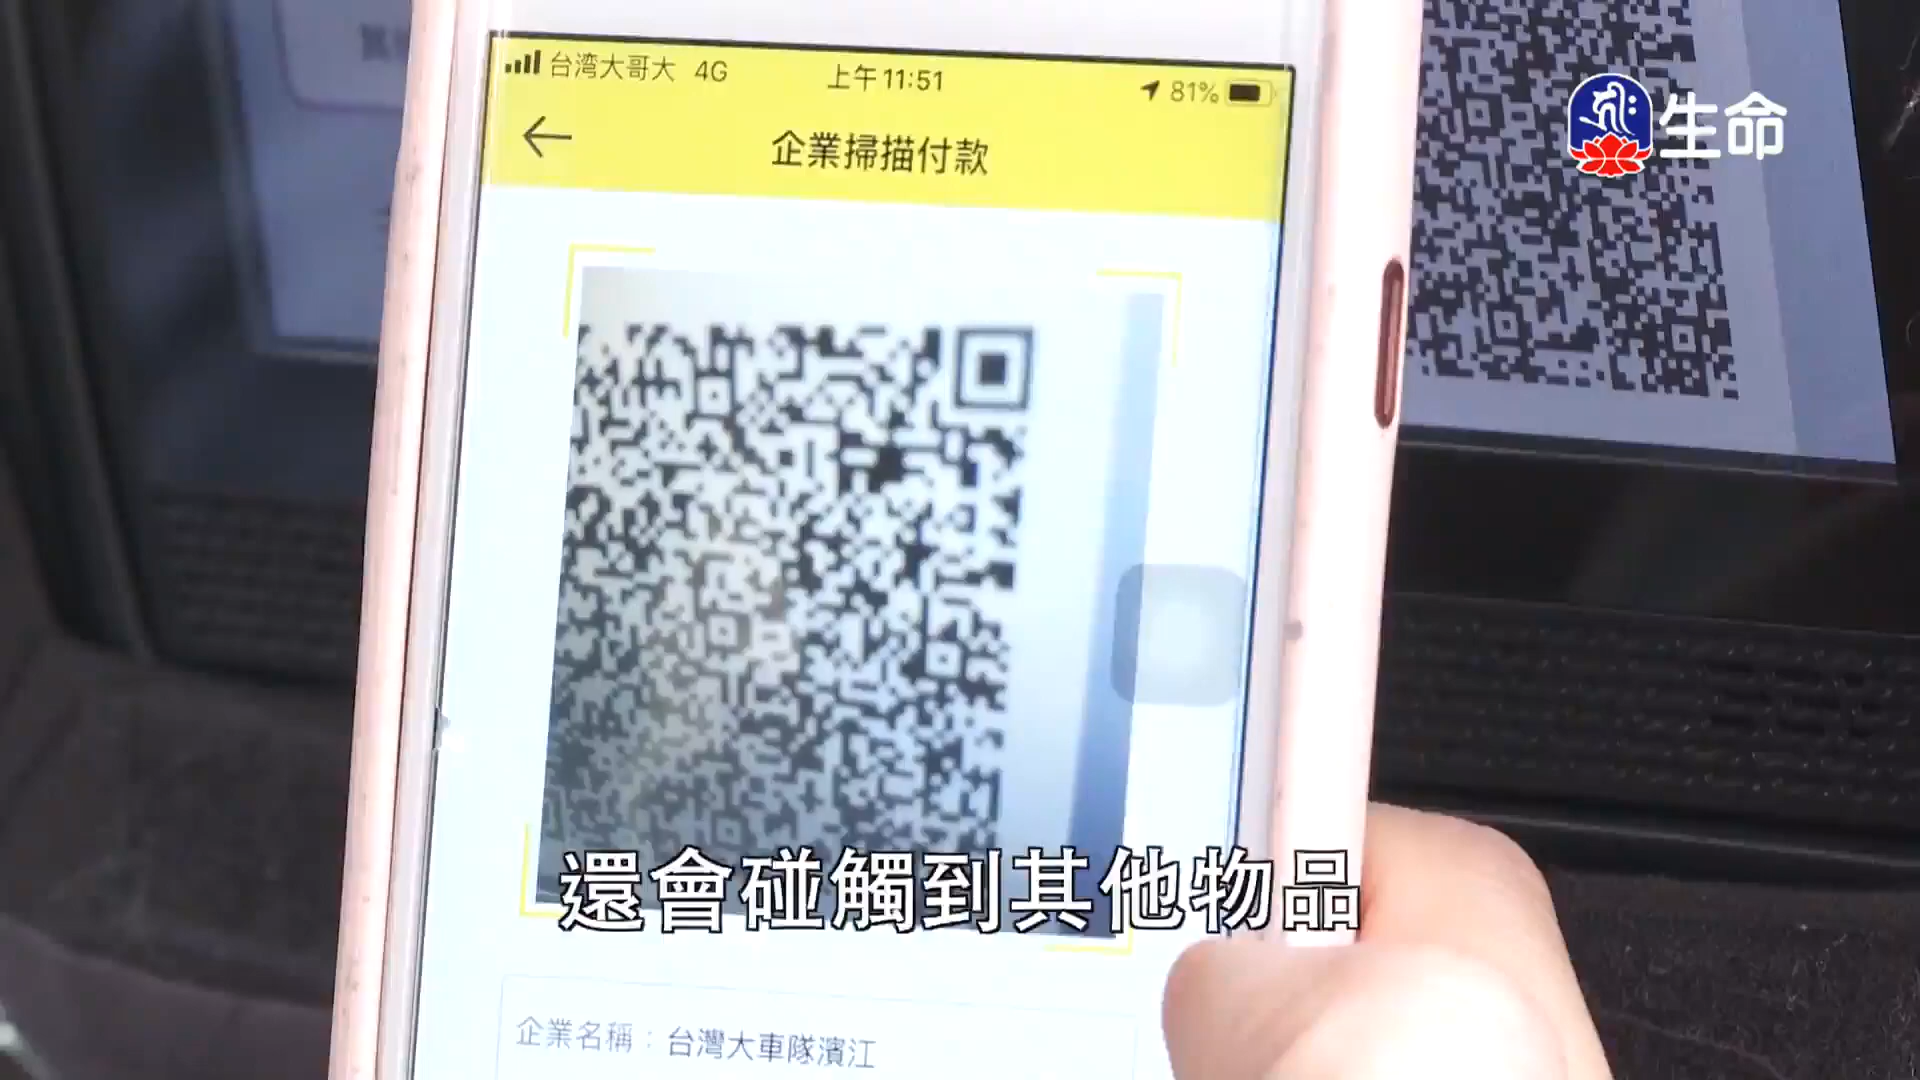 台湾大哥大 4G 上午11:51 81%
生命
企業掃描付款
還會碰觸到其他物品
企業名稱：台灣大車隊濱江